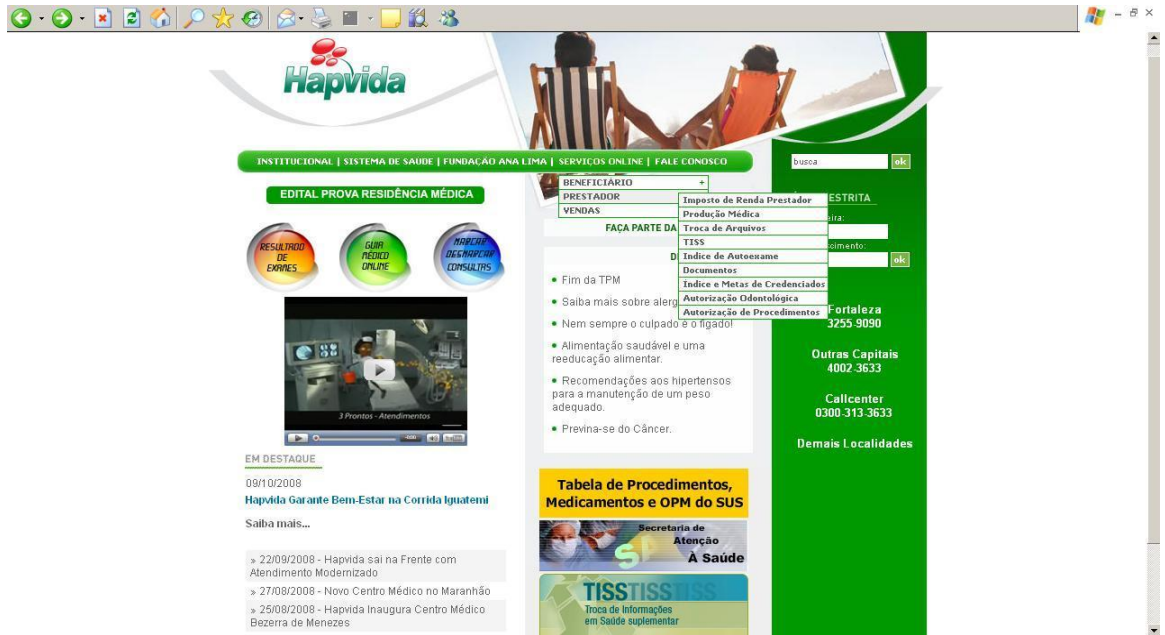 Hapvida
INSTITUCIONAL | SISTEMA DE SAÚDE | FUNDAÇÃO ANA LIMA | SERVIÇOS ONLINE | FALE CONOSCO
busca
ok
EDITAL PROVA RESIDÊNCIA MÉDICA
RESULTADO
DE
EXAMES
GUIA
MÉDICO
ONLINE
MARCAR
DESMARCAR
CONSULTAS
3 Prontos - Atendimentos
EM DESTAQUE
09/10/2008
Hapvida Garante Bem-Estar na Corrida Iguatemi
Saiba mais...
» 22/09/2008 - Hapvida sai na Frente com
Atendimento Modernizado
» 27/08/2008 - Novo Centro Médico no Maranhão
» 25/08/2008 - Hapvida Inaugura Centro Médico
Bezerra de Menezes
BENEFICIÁRIO +
PRESTADOR
VENDAS
Imposto de Renda Prestador
Produção Médica
Troca de Arquivos
TISS
Indice de Autoexame
Documentos
Indice e Metas de Credenciados
Autorização Odontológica
Autorização de Procedimentos
FAÇA PARTE DA
• Fim da TPM
• Saiba mais sobre
• Nem sempre o culpado é o fígado!
• Alimentação saudável e uma
reeducação alimentar.
• Recomendações aos hipertensos
para a manutenção de um peso
adequado.
• Previna-se do Câncer.
Tabela de Procedimentos,
Medicamentos e OPM do SUS
Secretaria de
Atenção
À Saúde
TISSTISSTISS
Troca de Informações
em Saúde suplementar
ok
Fortaleza
3255-9090
Outras Capitais
4002-3633
Callcenter
0300-313-3633
Demais Localidades